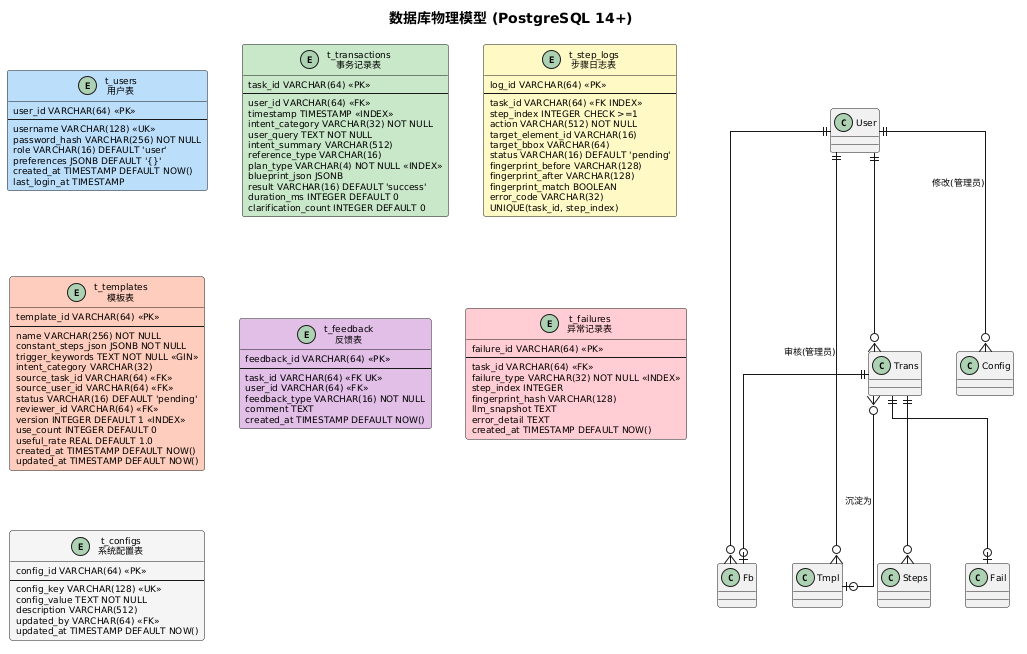 数据库物理模型 (PostgreSQL 14+)
E
t_users
用户表
user_id VARCHAR(64) «PK»
username VARCHAR(128) «UK»
password_hash VARCHAR(256) NOT NULL
role VARCHAR(16) DEFAULT 'user'
preferences JSONB DEFAULT '{}'
created_at TIMESTAMP DEFAULT NOW()
last_login_at TIMESTAMP
E
t_transactions
事务记录表
task_id VARCHAR(64) «PK»
user_id VARCHAR(64) «FK»
timestamp TIMESTAMP «INDEX»
intent_category VARCHAR(32) NOT NULL
user_query TEXT NOT NULL
intent_summary VARCHAR(512)
reference_type VARCHAR(16)
plan_type VARCHAR(4) NOT NULL «INDEX»
blueprint_json JSONB
result VARCHAR(16) DEFAULT 'success'
duration_ms INTEGER DEFAULT 0
clarification_count INTEGER DEFAULT 0
E
t_step_logs
步骤日志表
log_id VARCHAR(64) «PK»
task_id VARCHAR(64) «FK INDEX»
step_index INTEGER CHECK >=1
action VARCHAR(512) NOT NULL
target_element_id VARCHAR(16)
target_bbox VARCHAR(64)
status VARCHAR(16) DEFAULT 'pending'
fingerprint_before VARCHAR(128)
fingerprint_after VARCHAR(128)
fingerprint_match BOOLEAN
error_code VARCHAR(32)
UNIQUE(task_id, step_index)
E
t_templates
模板表
template_id VARCHAR(64) «PK»
name VARCHAR(256) NOT NULL
constant_steps_json JSONB NOT NULL
trigger_keywords TEXT NOT NULL «GIN»
intent_category VARCHAR(32)
source_task_id VARCHAR(64) «FK»
source_user_id VARCHAR(64) «FK»
status VARCHAR(16) DEFAULT 'pending'
reviewer_id VARCHAR(64) «FK»
version INTEGER DEFAULT 1 «INDEX»
use_count INTEGER DEFAULT 0
useful_rate REAL DEFAULT 1.0
created_at TIMESTAMP DEFAULT NOW()
updated_at TIMESTAMP DEFAULT NOW()
E
t_feedback
反馈表
feedback_id VARCHAR(64) «PK»
task_id VARCHAR(64) «FK UK»
user_id VARCHAR(64) «FK»
feedback_type VARCHAR(16) NOT NULL
comment TEXT
created_at TIMESTAMP DEFAULT NOW()
E
t_failures
异常记录表
failure_id VARCHAR(64) «PK»
task_id VARCHAR(64) «FK»
failure_type VARCHAR(32) NOT NULL «INDEX»
step_index INTEGER
fingerprint_hash VARCHAR(128)
llm_snapshot TEXT
error_detail TEXT
created_at TIMESTAMP DEFAULT NOW()
E
t_configs
系统配置表
config_id VARCHAR(64) «PK»
config_key VARCHAR(128) «UK»
config_value TEXT NOT NULL
description VARCHAR(512)
updated_by VARCHAR(64) «FK»
updated_at TIMESTAMP DEFAULT NOW()
C User
修改(管理员)
审核(管理员)
C Trans
C Config
沉淀为
C Fb
C Tmpl
C Steps
C Fail